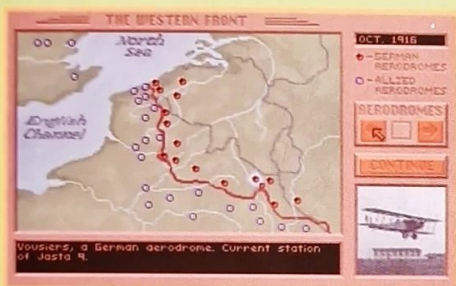 THE WESTERN FRONT
North
Sea
OCT, 1916
-GERMAN
AERODROMES
-ALLIED
AERODROMES
English
Channel
AERODROMES
CONTINUE
Vousiers, a German aerodrome. Current station
of Jasta 9.